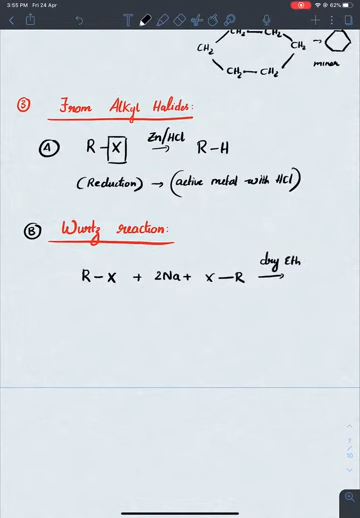 3:55 PM Fri 24 Apr
62%
CH₂ CH₂
CH₂ CH₂ →
CH₂ — CH₂ minor
③ From Alkyl Halides:
Ⓐ R-X Zn/HCl → R-H
(Reduction) → (active metal with HCl)
Ⓑ Wurtz reaction:
R-X + 2Na + X-R dry Eth →